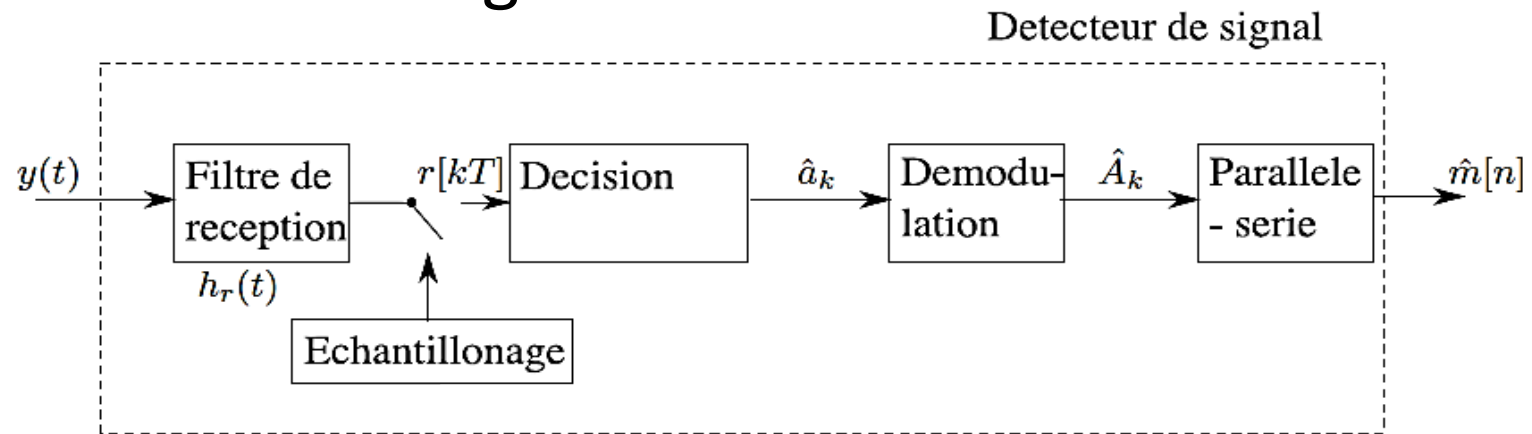 Detecteur de signal
y(t)
Filtre de
reception
h_r(t)
r[kT]
Echantillonage
Decision
â_k
Demodu-
lation
Â_k
Parallele
- serie
m̂[n]